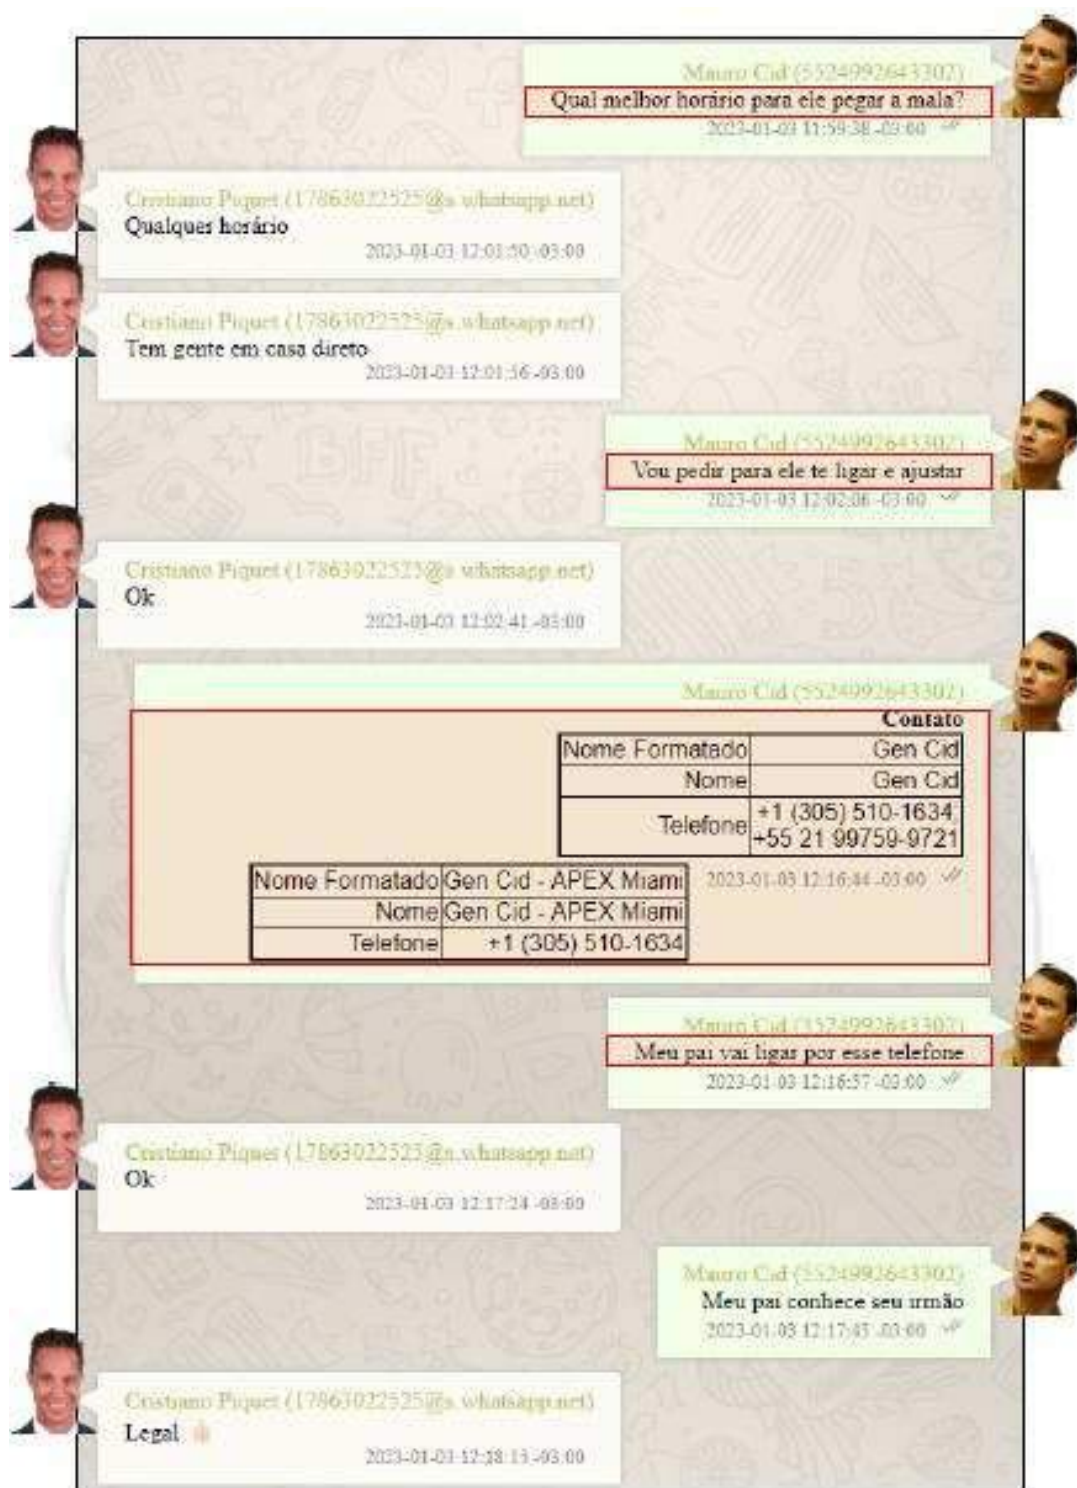 Mauro Cid (5524992643302)
Qual melhor horário para ele pegar a mala?
2023-01-03 11:59:38 -03:00
Cristiano Piquet (17863022525@s.whatsapp.net)
Qualques horário
2023-01-03 12:01:50 -03:00
Cristiano Piquet (17863022525@s.whatsapp.net)
Tem gente em casa direto
2023-01-03 12:01:56 -03:00
Mauro Cid (5524992643302)
Vou pedir para ele te ligar e ajustar
2023-01-03 12:02:06 -03:00
Cristiano Piquet (17863022525@s.whatsapp.net)
Ok
2023-01-03 12:02:41 -03:00
Mauro Cid (5524992643302)
Contato
Nome Formatado Gen Cid
Nome Gen Cid
Telefone +1 (305) 510-1634,
+55 21 99759-9721
2023-01-03 12:16:44 -03:00
Nome Formatado Gen Cid - APEX Miami
Nome Gen Cid - APEX Miami
Telefone +1 (305) 510-1634
Mauro Cid (5524992643302)
Meu pai vai ligar por esse telefone
2023-01-03 12:16:57 -03:00
Cristiano Piquet (17863022525@s.whatsapp.net)
Ok
2023-01-03 12:17:24 -03:00
Mauro Cid (5524992643302)
Meu pai conhece seu irmão
2023-01-03 12:17:45 -03:00
Cristiano Piquet (17863022525@s.whatsapp.net)
Legal
2023-01-03 12:18:13 -03:00